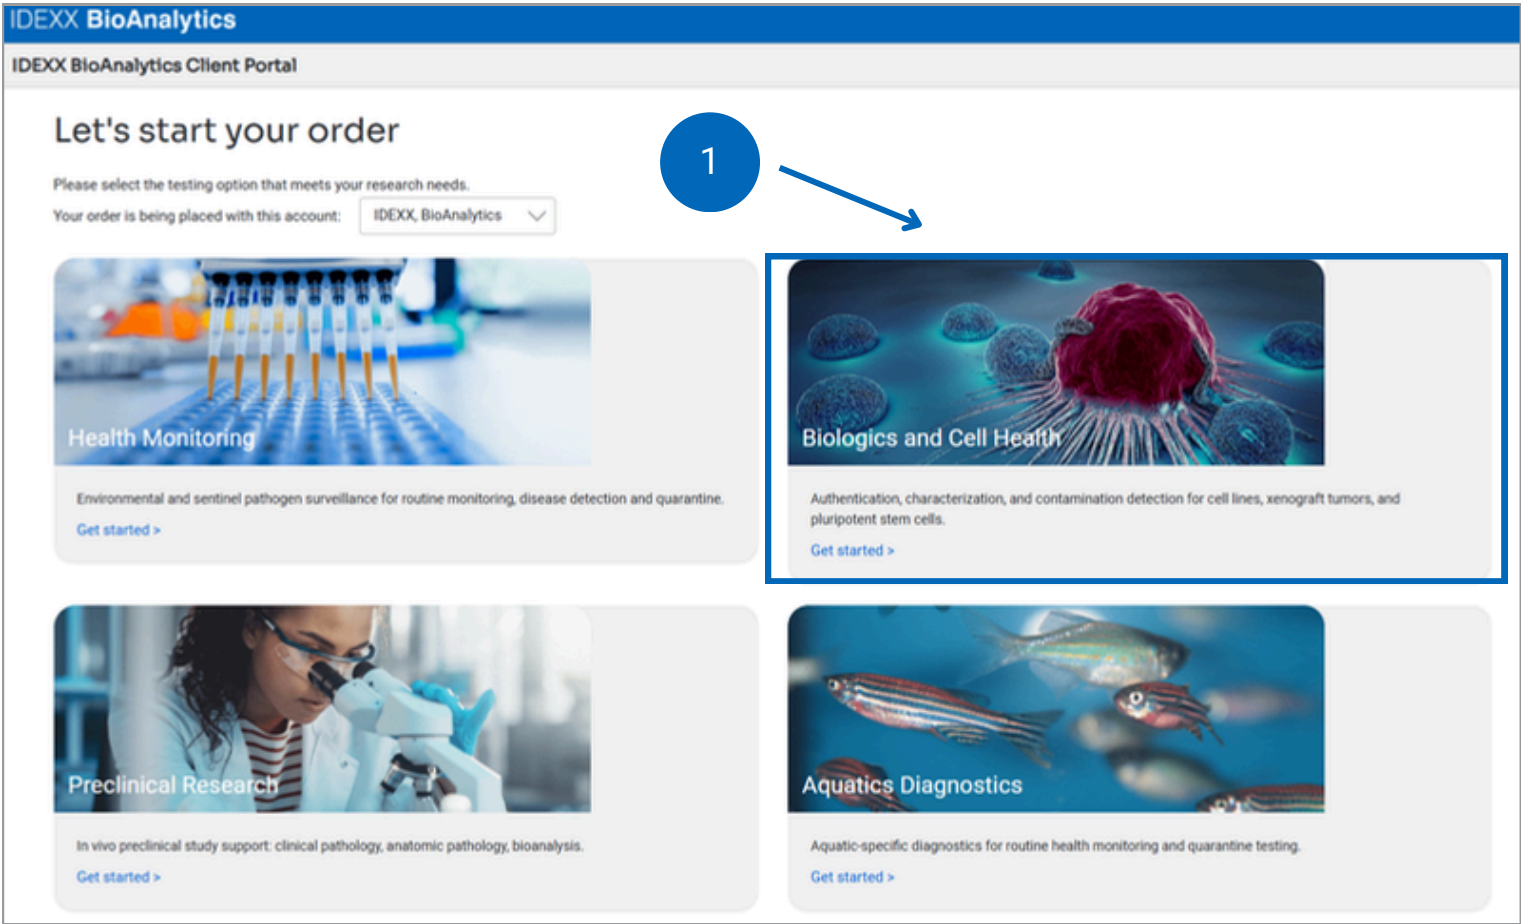 IDEXX BioAnalytics
IDEXX BioAnalytics Client Portal
Let's start your order
1
Please select the testing option that meets your research needs.
Your order is being placed with this account: IDEXX, BioAnalytics
Health Monitoring
Environmental and sentinel pathogen surveillance for routine monitoring, disease detection and quarantine.
Get started >
Biologics and Cell Health
Authentication, characterization, and contamination detection for cell lines, xenograft tumors, and
pluripotent stem cells.
Get started >
Preclinical Research
In vivo preclinical study support: clinical pathology, anatomic pathology, bioanalysis.
Get started >
Aquatics Diagnostics
Aquatic-specific diagnostics for routine health monitoring and quarantine testing.
Get started >